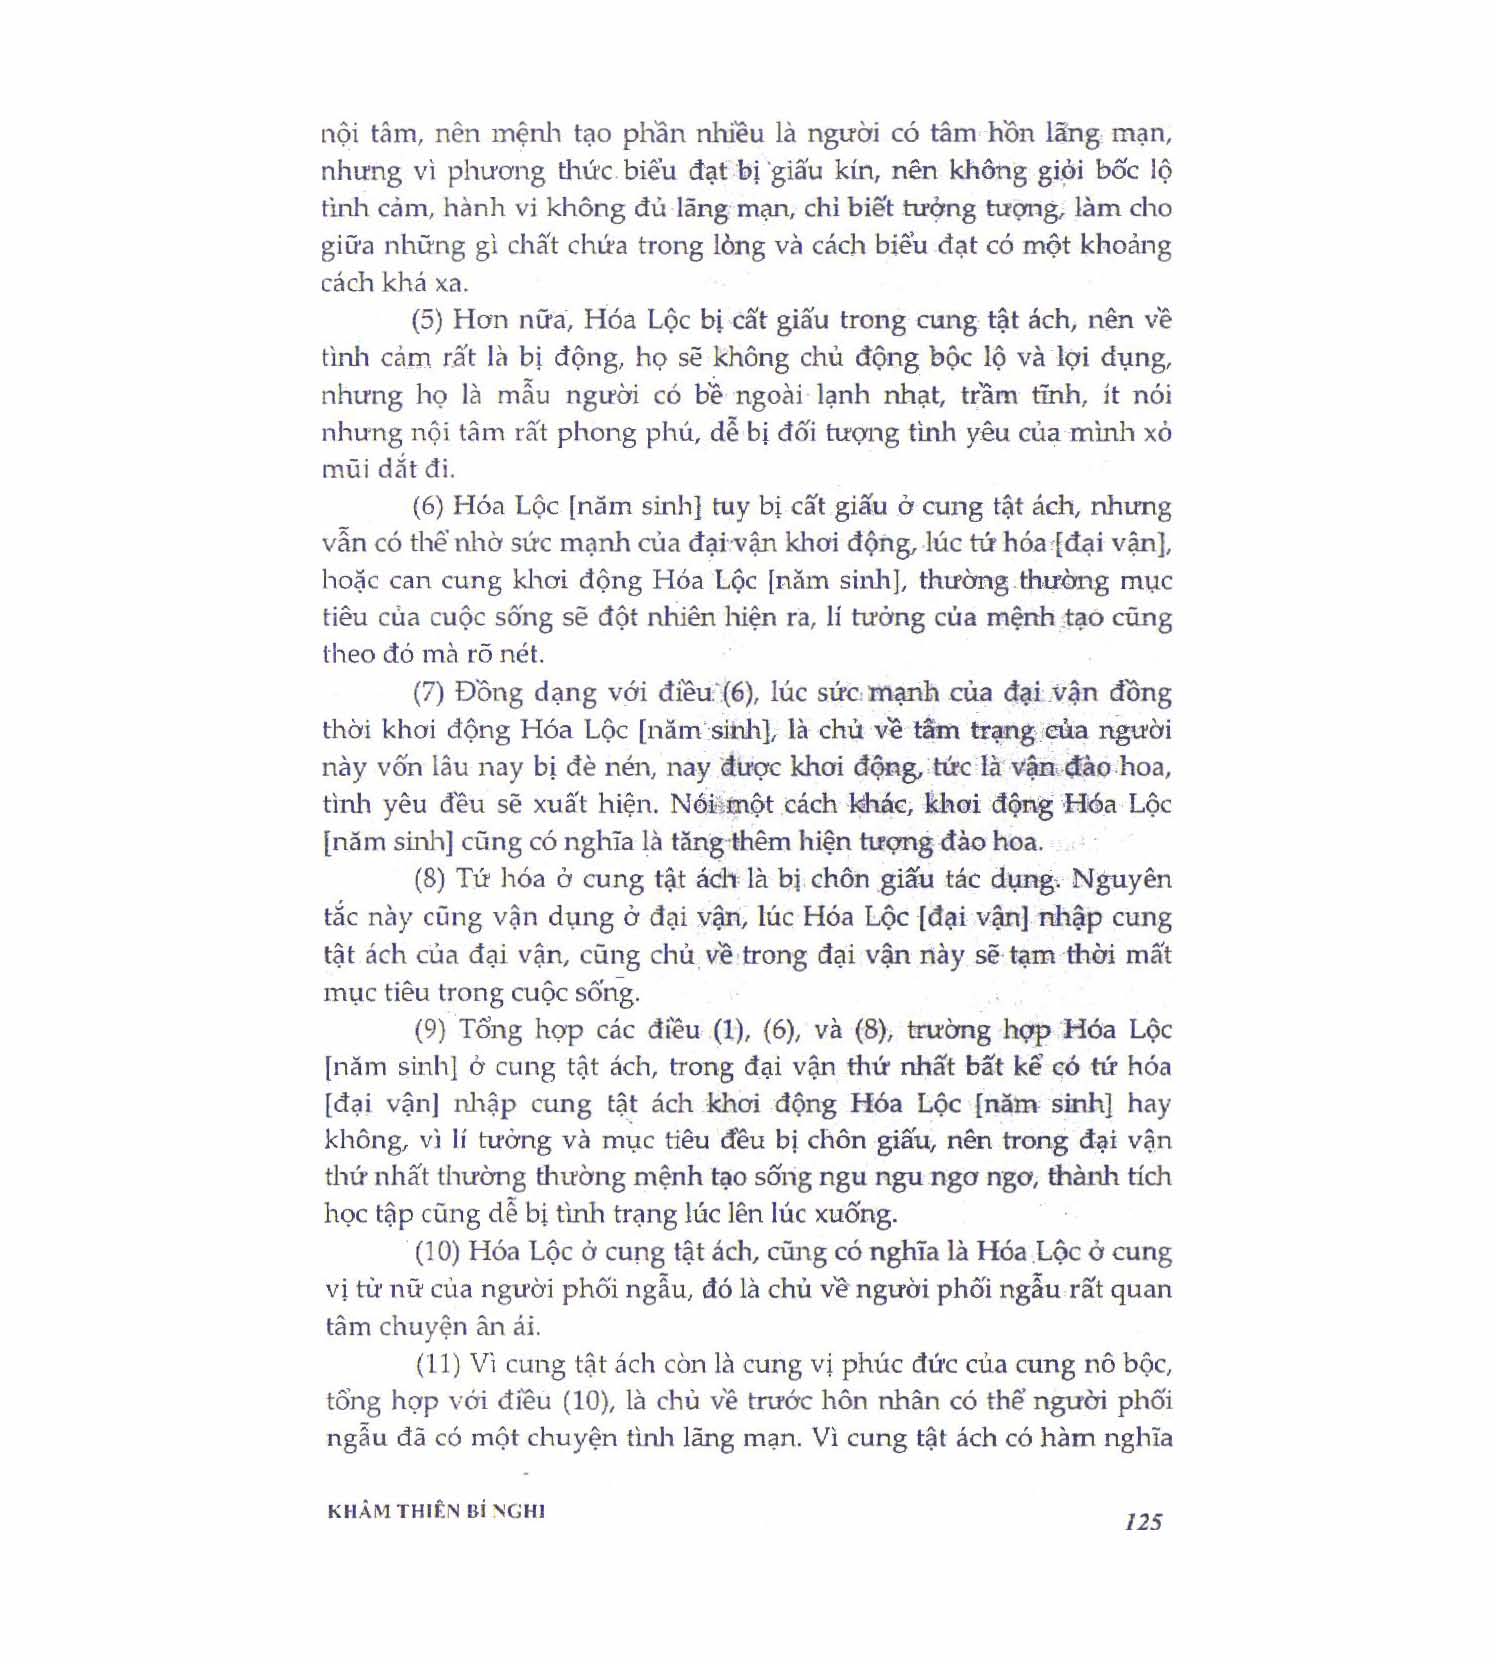 nội tâm, nên mệnh tạo phần nhiều là người có tâm hồn lãng mạn,
nhưng vì phương thức biểu đạt bị giấu kín, nên không giỏi bốc lộ
tình cảm, hành vi không đủ lãng mạn, chỉ biết tưởng tượng, làm cho
giữa những gì chất chứa trong lòng và cách biểu đạt có một khoảng
cách khá xa.
(5) Hơn nữa, Hóa Lộc bị cất giấu trong cung tật ách, nên về
tình cảm rất là bị động, họ sẽ không chủ động bộc lộ và lợi dụng,
nhưng họ là mẫu người có bề ngoài lạnh nhạt, trầm tĩnh, ít nói
nhưng nội tâm rất phong phú, dễ bị đối tượng tình yêu của mình xỏ
mũi dắt đi.
(6) Hóa Lộc [năm sinh] tuy bị cất giấu ở cung tật ách, nhưng
vẫn có thể nhờ sức mạnh của đại vận khơi động, lúc tứ hóa [đại vận],
hoặc can cung khơi động Hóa Lộc [năm sinh], thường thường mục
tiêu của cuộc sống sẽ đột nhiên hiện ra, lí tưởng của mệnh tạo cũng
theo đó mà rõ nét.
(7) Đồng dạng với điều (6), lúc sức mạnh của đại vận đồng
thời khơi động Hóa Lộc [năm sinh], là chủ về tâm trạng của người
này vốn lâu nay bị đè nén, nay được khơi động, tức là vận đào hoa,
tình yêu đều sẽ xuất hiện. Nói một cách khác, khơi động Hóa Lộc
[năm sinh] cũng có nghĩa là tăng thêm hiện tượng đào hoa.
(8) Tứ hóa ở cung tật ách là bị chôn giấu tác dụng. Nguyên
tắc này cũng vận dụng ở đại vận, lúc Hóa Lộc [đại vận] nhập cung
tật ách của đại vận, cũng chủ về trong đại vận này sẽ tạm thời mất
mục tiêu trong cuộc sống.
(9) Tổng hợp các điều (1), (6), và (8), trường hợp Hóa Lộc
[năm sinh] ở cung tật ách, trong đại vận thứ nhất bất kể có tứ hóa
[đại vận] nhập cung tật ách khơi động Hóa Lộc [năm sinh] hay
không, vì lí tưởng và mục tiêu đều bị chôn giấu, nên trong đại vận
thứ nhất thường thường mệnh tạo sống ngu ngu ngơ ngơ, thành tích
học tập cũng dễ bị tình trạng lúc lên lúc xuống.
(10) Hóa Lộc ở cung tật ách, cũng có nghĩa là Hóa Lộc ở cung
vị tử nữ của người phối ngẫu, đó là chủ về người phối ngẫu rất quan
tâm chuyện ân ái.
(11) Vì cung tật ách còn là cung vị phúc đức của cung nô bộc,
tổng hợp với điều (10), là chủ về trước hôn nhân có thể người phối
ngẫu đã có một chuyện tình lãng mạn. Vì cung tật ách có hàm nghĩa
KHÂM THIÊN BÍ NGHI
125